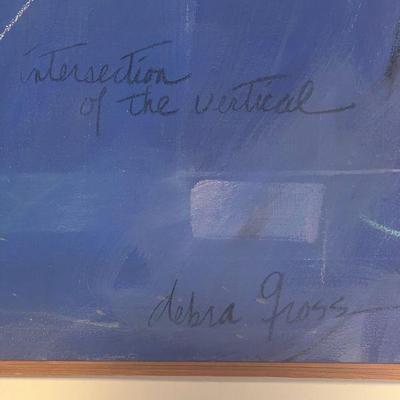 intersection
of the vertical
debra gross